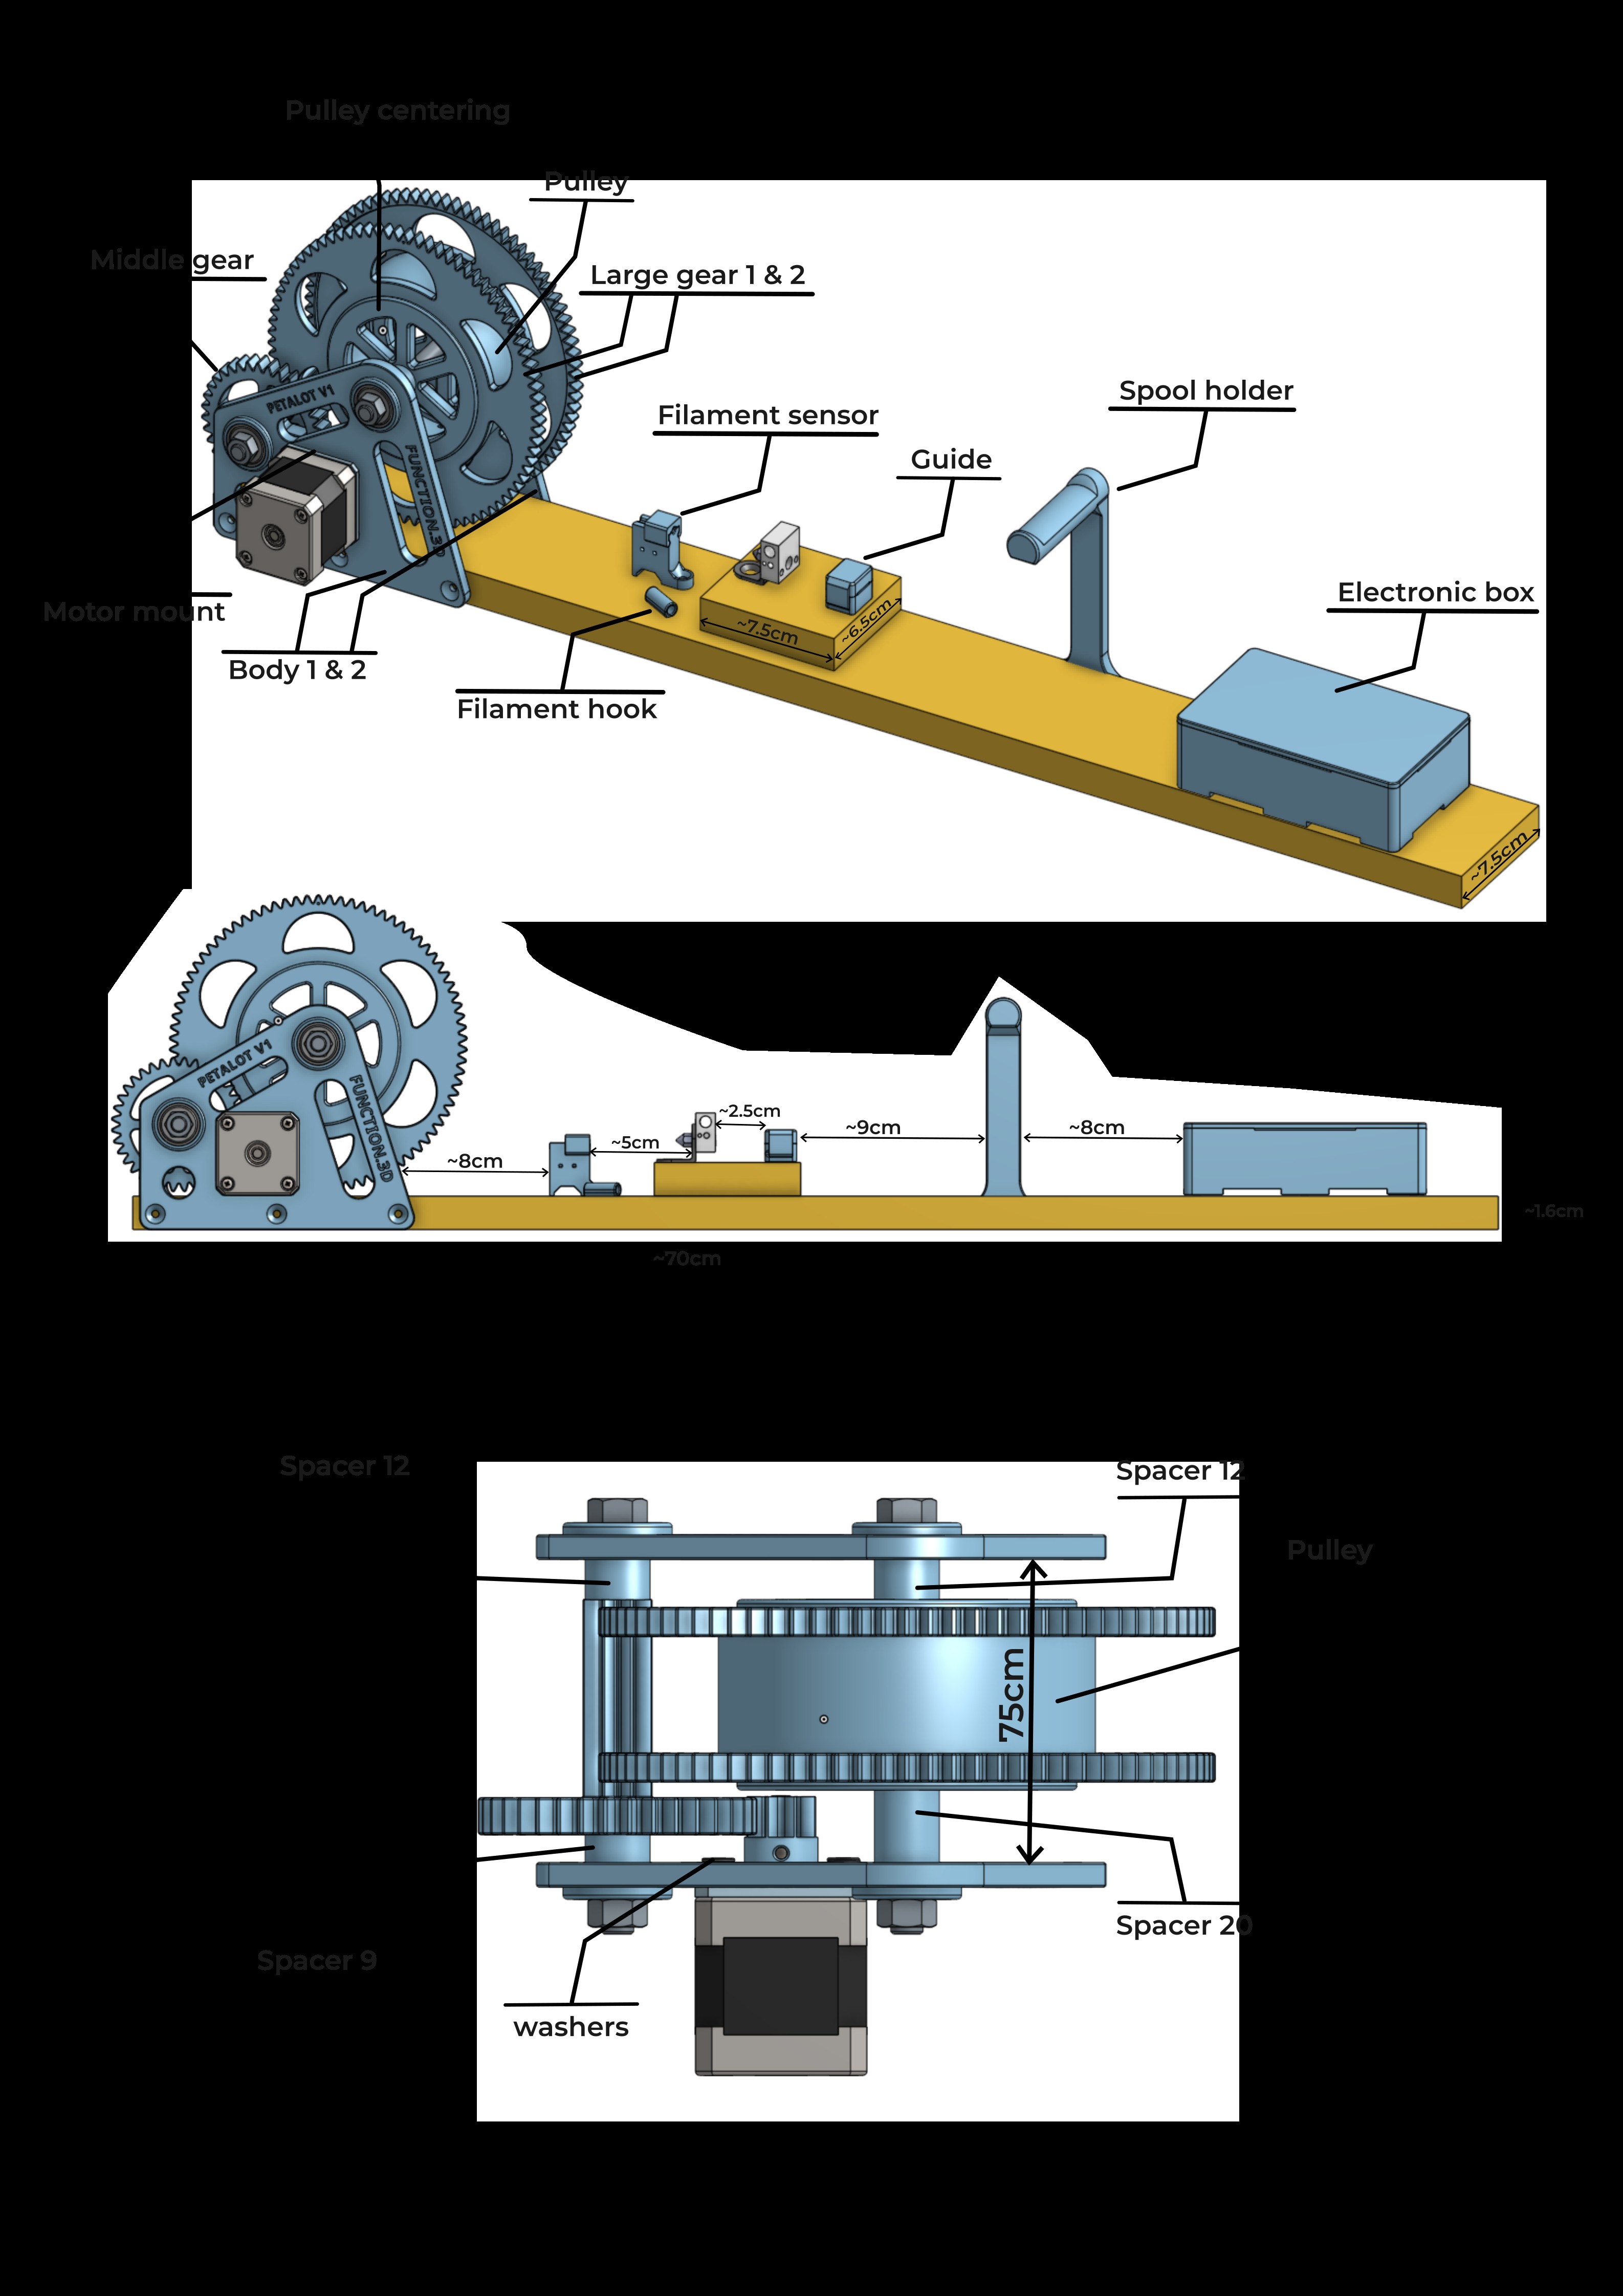 Pulley centering
Pulley
Middle gear
Large gear 1 & 2
Spool holder
Filament sensor
Guide
PETALOT V1
FUNCTION.3D
Electronic box
Motor mount
~7.5cm
~6.5cm
Body 1 & 2
Filament hook
~7.5cm
PETALOT V1
FUNCTION.3D
~2.5cm
~9cm
~8cm
~5cm
~8cm
~1.6cm
~70cm
Spacer 12
Spacer 12
Pulley
75cm
Spacer 20
Spacer 9
washers